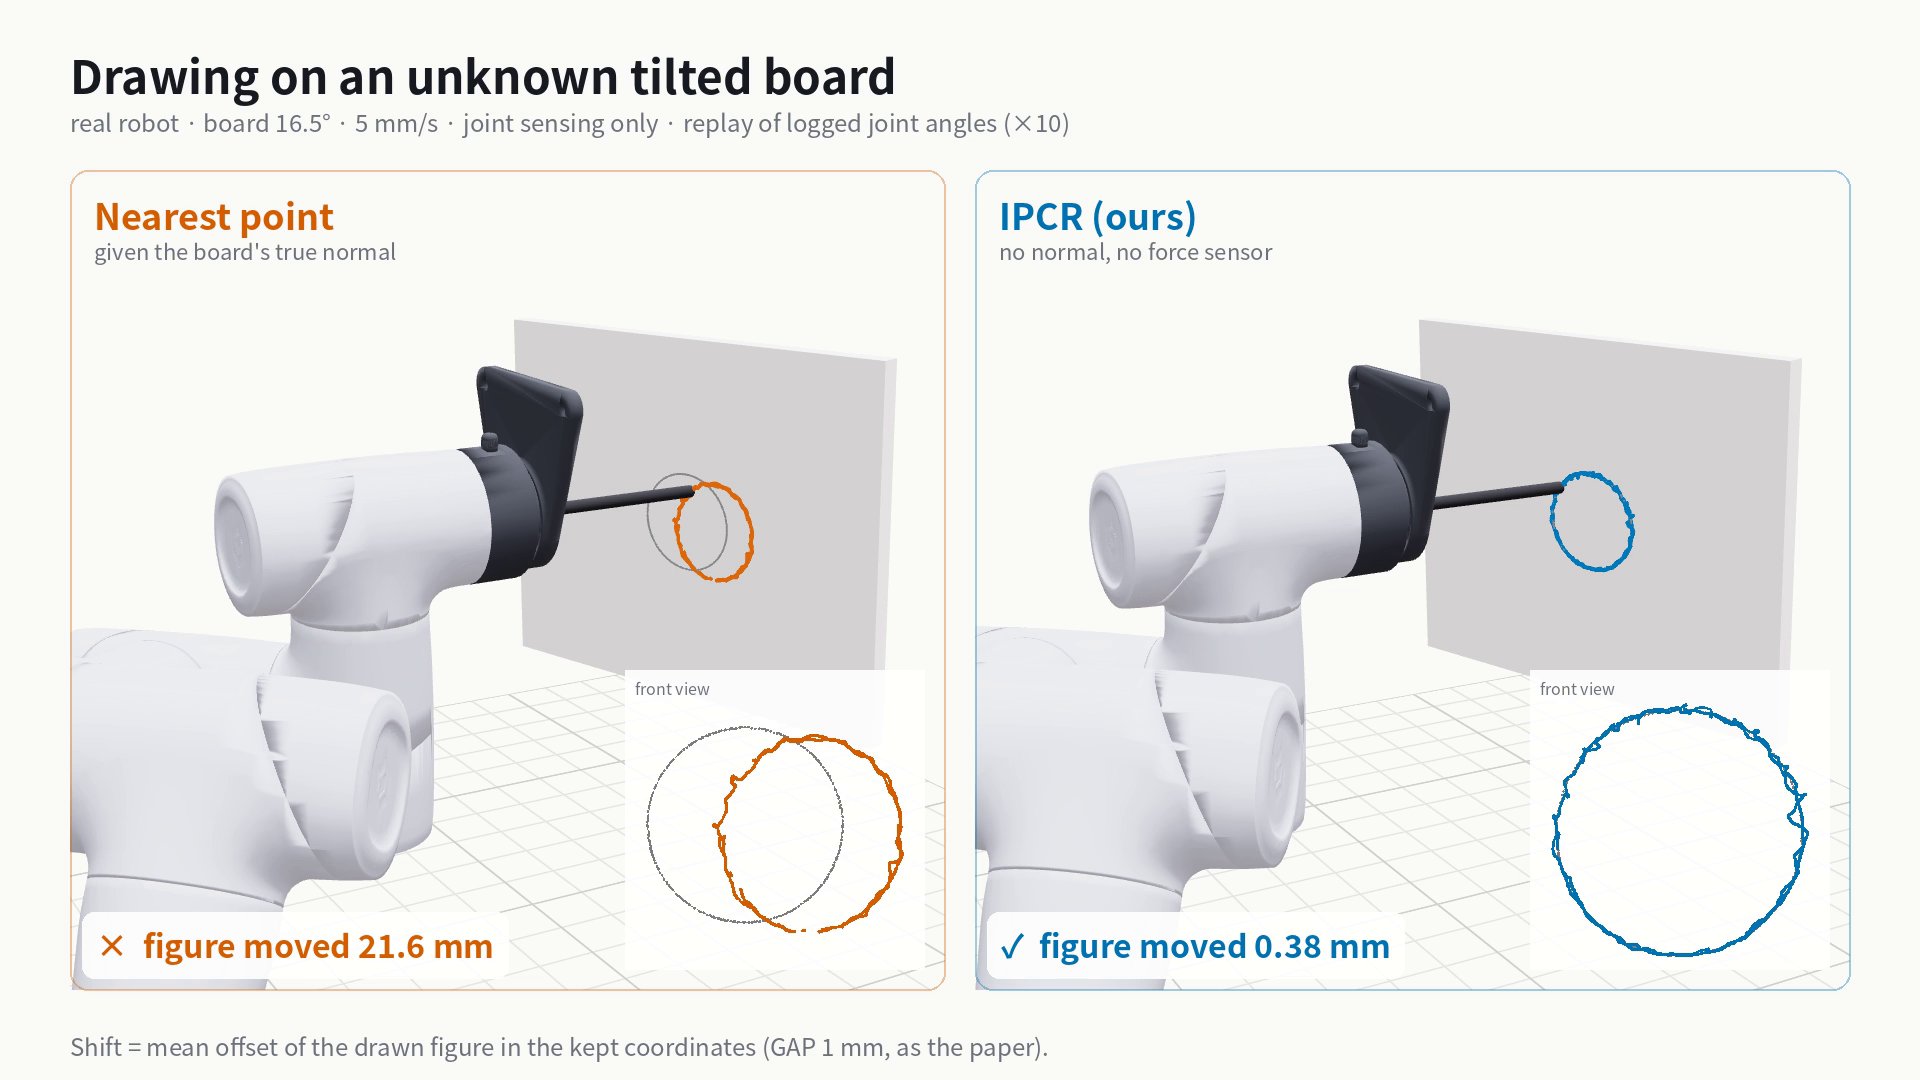 Drawing on an unknown tilted board
real robot · board 16.5° · 5 mm/s · joint sensing only · replay of logged joint angles (×10)
Nearest point
given the board's true normal
front view
× figure moved 21.6 mm
IPCR (ours)
no normal, no force sensor
front view
✓ figure moved 0.38 mm
Shift = mean offset of the drawn figure in the kept coordinates (GAP 1 mm, as the paper).